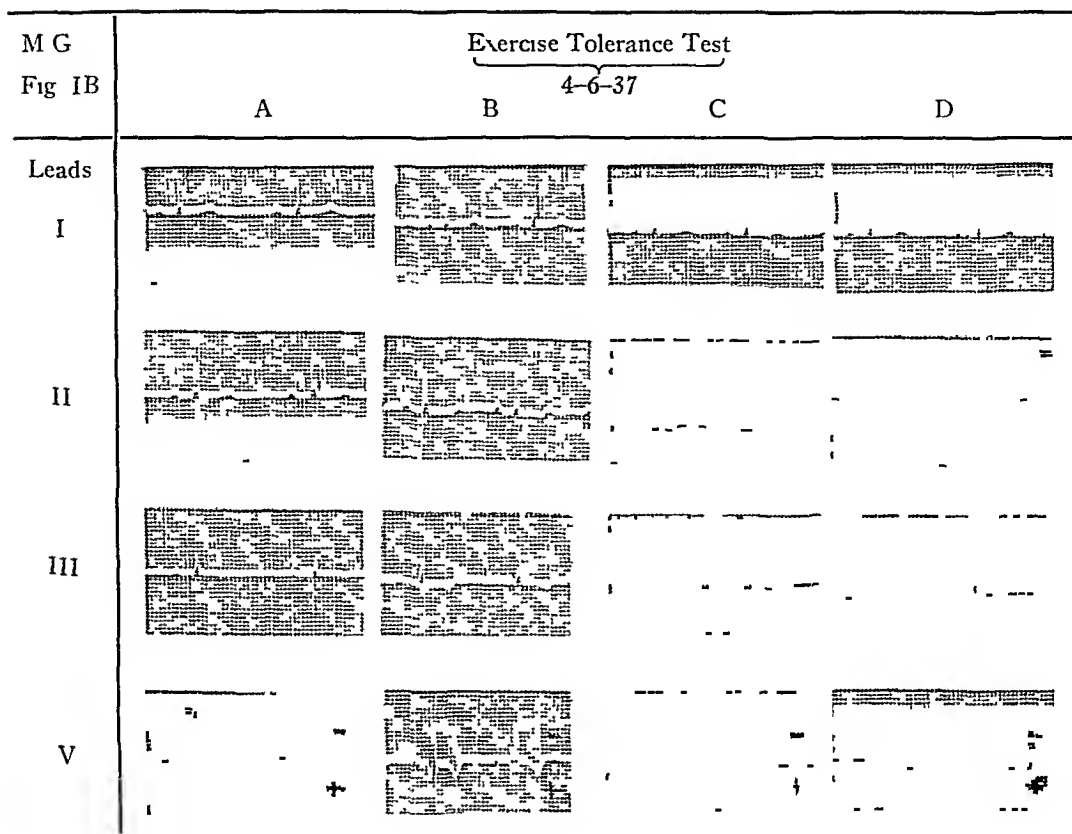 M G
Exercise Tolerance Test
Fig IB
4-6-37
A B C D
Leads
I
II
III
V